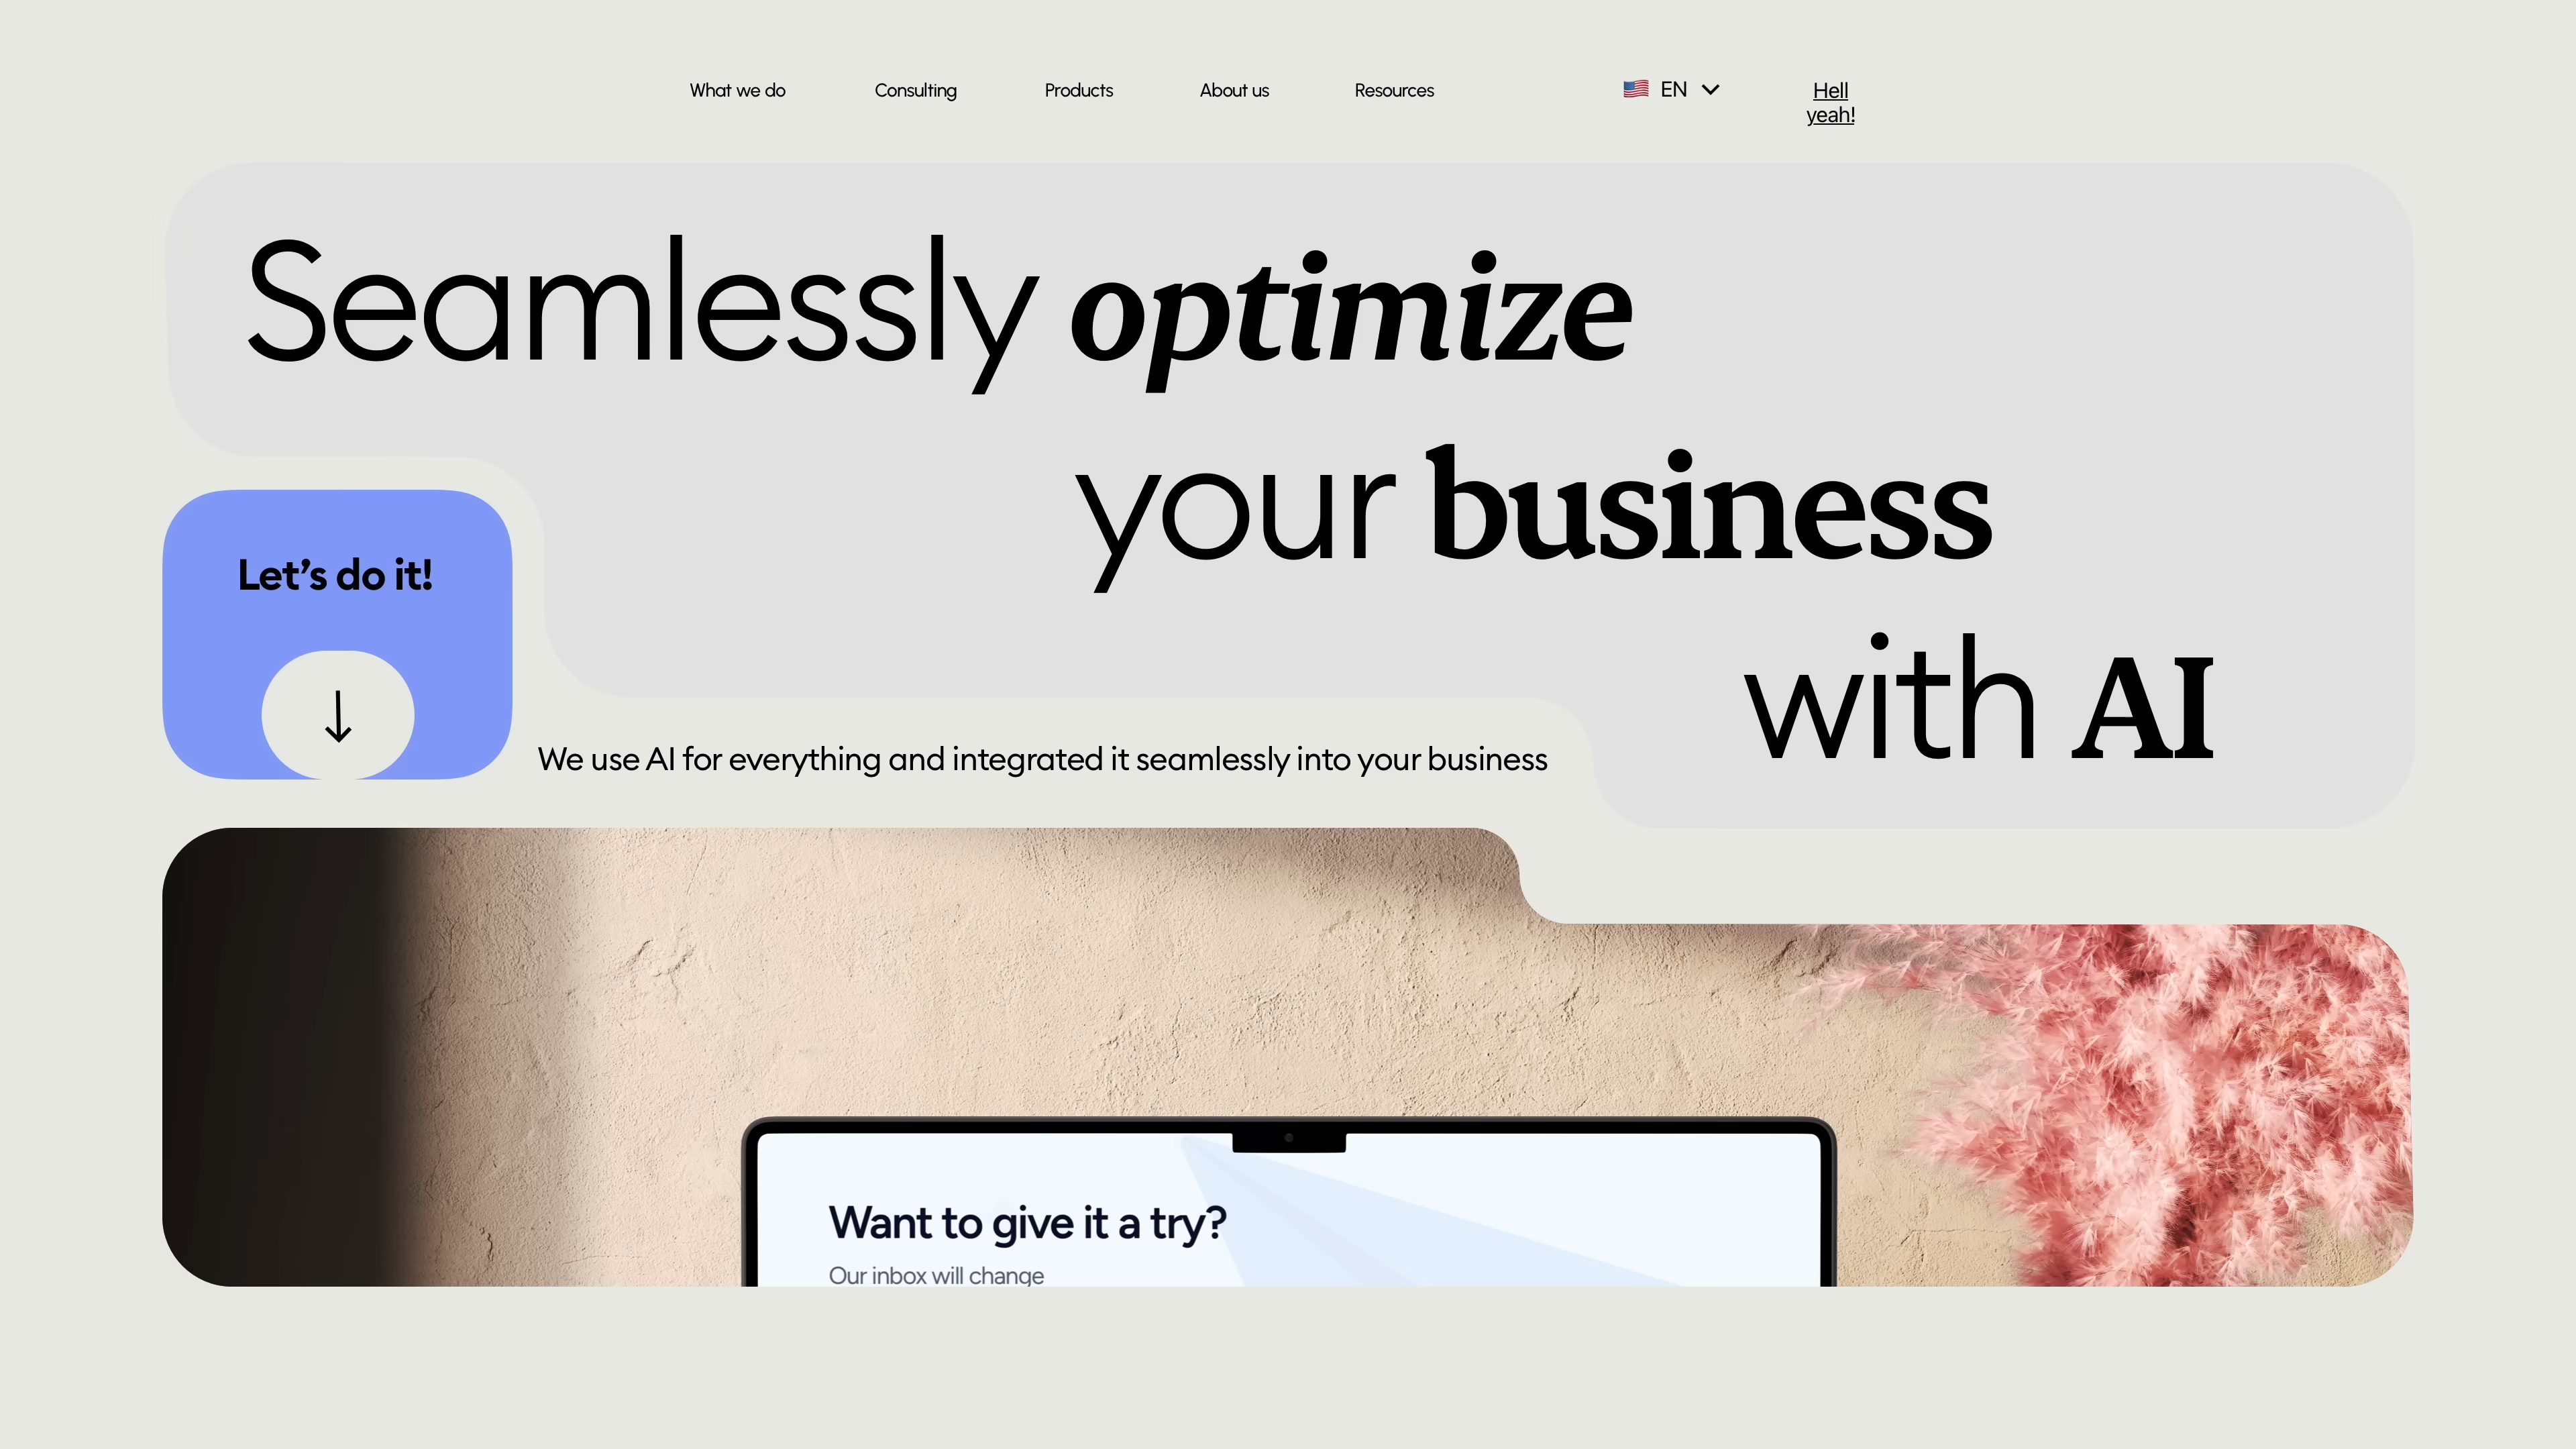 What we do
Consulting
Products
About us
Resources
EN
Hell
yeah!
Seamlessly optimize
your business
with AI
Let’s do it!
We use AI for everything and integrated it seamlessly into your business
Want to give it a try?
Our inbox will change